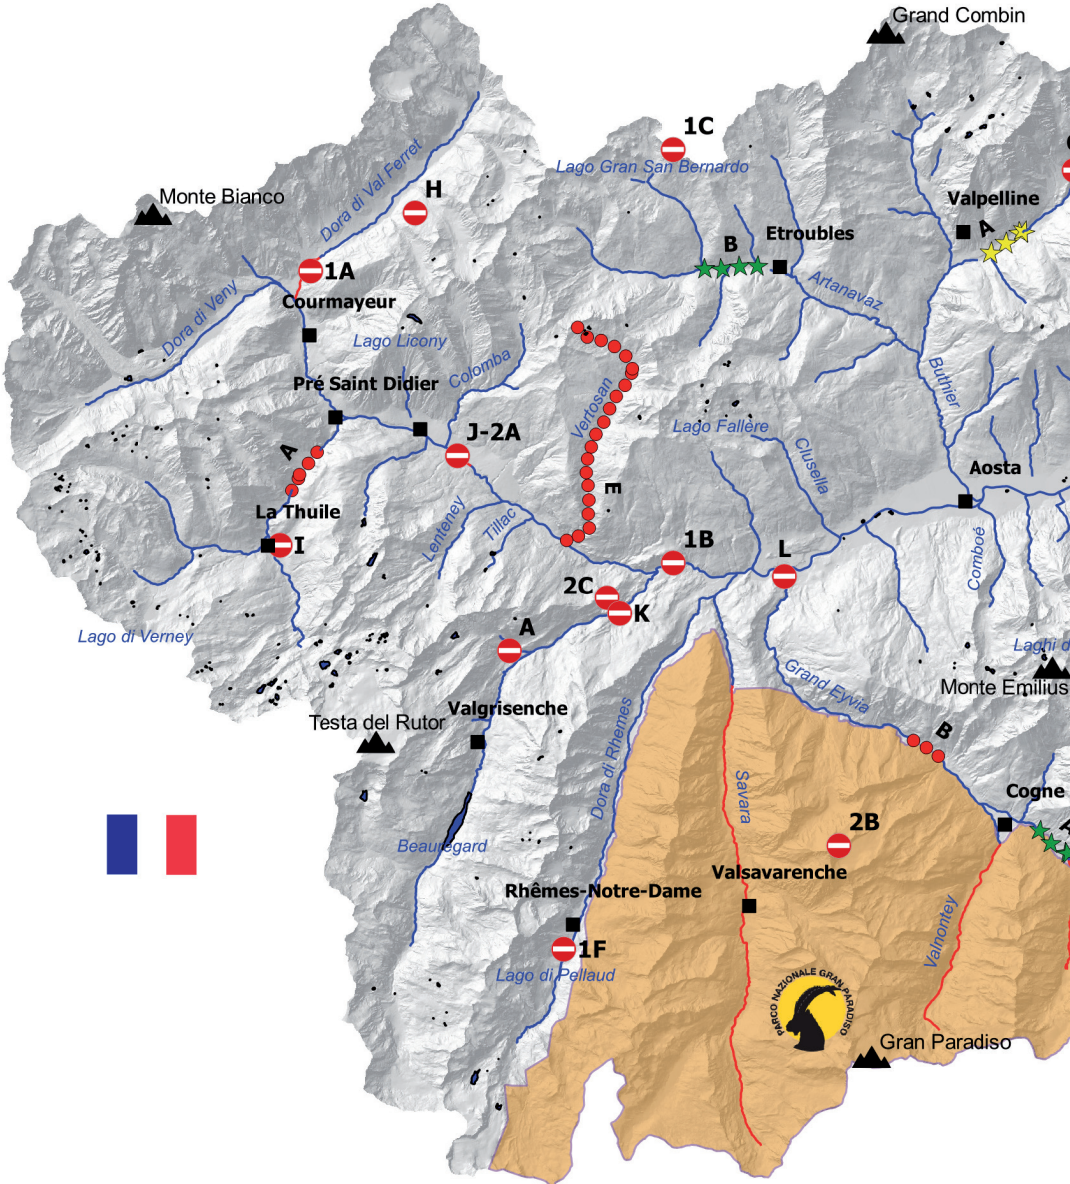 Grand Combin
1C
Lago Gran San Bernardo
Dora di Val Ferret
H
Monte Bianco
Valpelline
A
B
Etroubles
1A
Artanavaz
Courmayeur
Dora di Veny
Lago Licony
Colomba
Pré Saint Didier
Vertosan
Buthier
Lago Fallère
J-2A
Clusella
A
Aosta
E
La Thuile
Lenteney
Tillac
I
1B
L
Comboé
2C
K
A
Lago di Verney
Laghi d
Grand Eyvia
Monte Emilius
Valgrisenche
Testa del Rutor
Dora di Rhemes
B
Savara
Cogne
2B
A
Beauregard
Valsavarenche
Rhêmes-Notre-Dame
Valnontey
1F
Lago di Pellaud
PARCO NAZIONALE GRAN PARADISO
Gran Paradiso